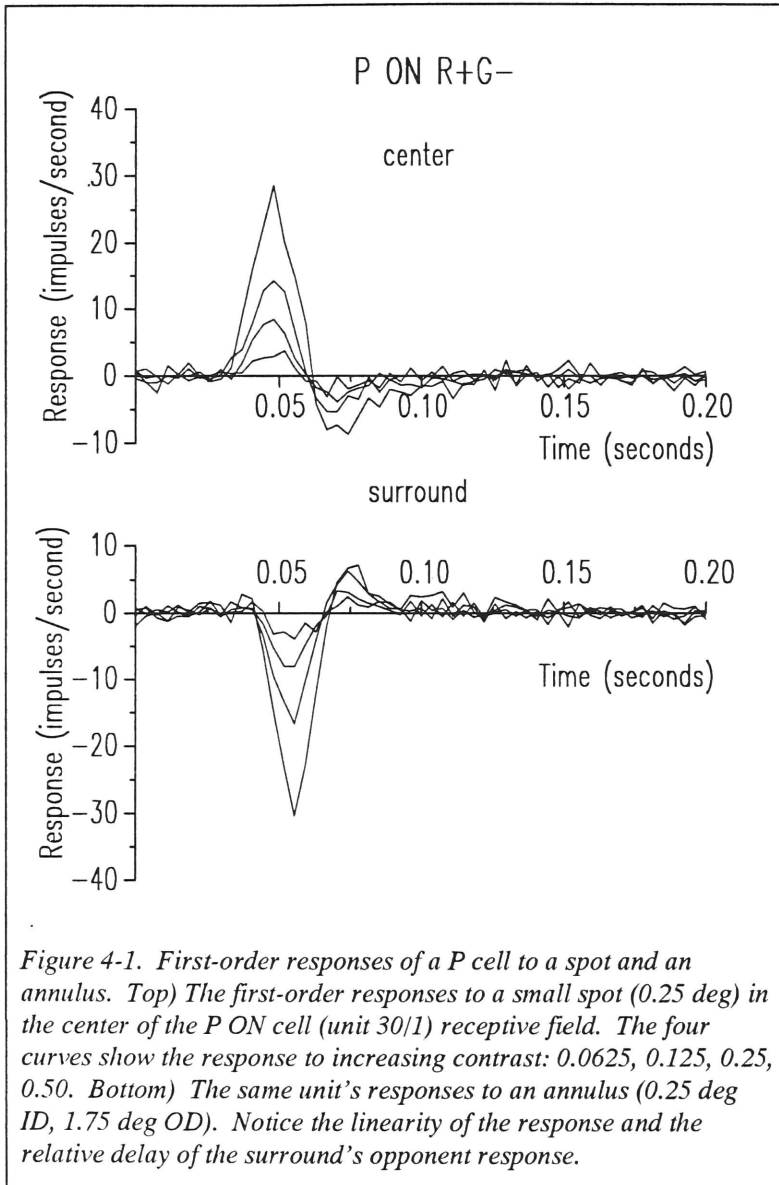 P ON R+G−
center
Response (impulses/second)
40
30
20
10
0
−10
0.05
0.10
0.15
0.20
Time (seconds)
surround
Response (impulses/second)
10
0
−10
−20
−30
−40
0.05
0.10
0.15
0.20
Time (seconds)
Figure 4-1. First-order responses of a P cell to a spot and an
annulus. Top) The first-order responses to a small spot (0.25 deg) in
the center of the P ON cell (unit 30/1) receptive field. The four
curves show the response to increasing contrast: 0.0625, 0.125, 0.25,
0.50. Bottom) The same unit's responses to an annulus (0.25 deg
ID, 1.75 deg OD). Notice the linearity of the response and the
relative delay of the surround's opponent response.